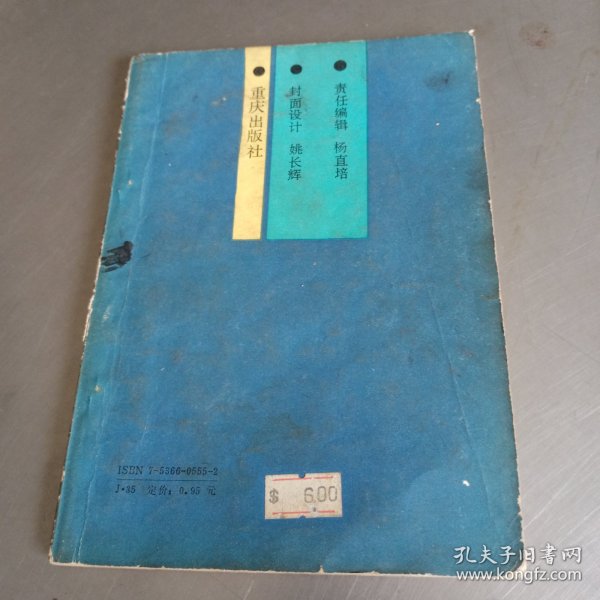 责任编辑 杨直培
封面设计 姚长辉
重庆出版社
ISBN 7-5366-0555-2
J·35 定价：0.95 元
$ 6.00
孔夫子旧书网
www.kongfz.com